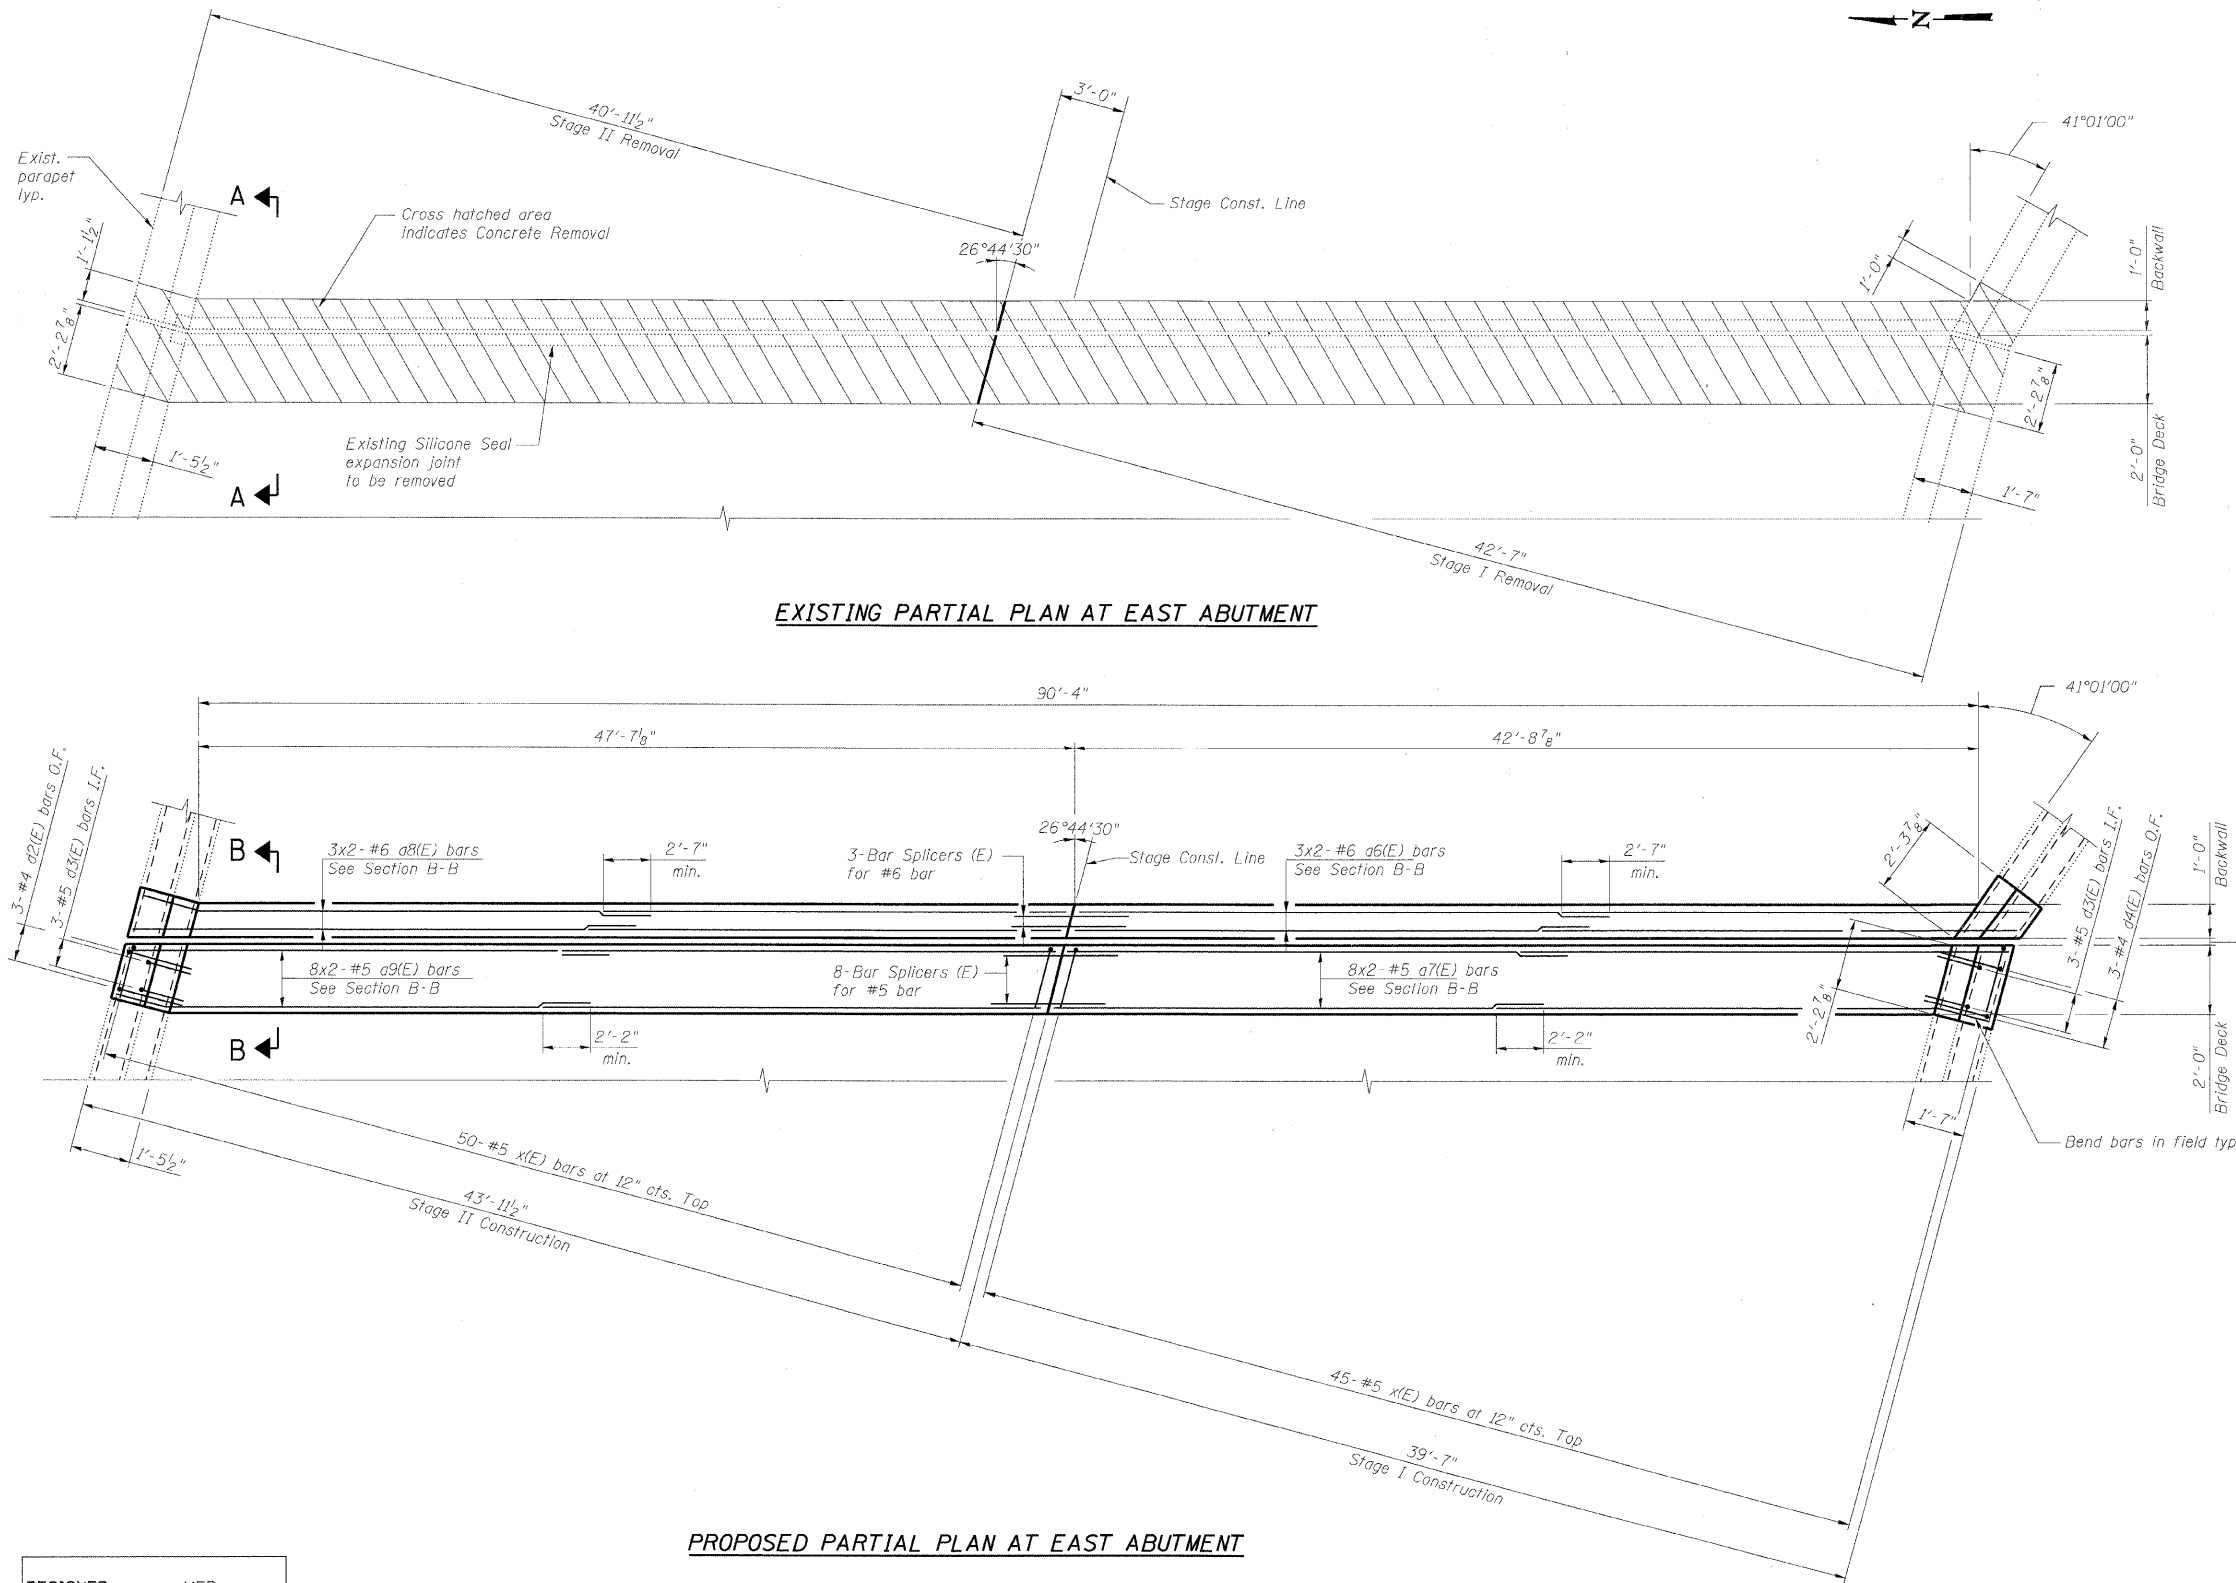 N
3'-0"
40'-11½"
Stage II Removal
41°01'00"
Exist.
parapet
typ.
A
Cross hatched area
indicates Concrete Removal
Stage Const. Line
26°44'30"
1'-1½"
2'-2⅞"
1'-0"
1'-0"
Backwall
2'-2⅞"
2'-0"
Bridge Deck
Existing Silicone Seal
expansion joint
to be removed
1'-5½"
A
1'-7"
42'-7"
Stage I Removal
EXISTING PARTIAL PLAN AT EAST ABUTMENT
90'-4"
41°01'00"
47'-7⅛"
42'-8⅞"
3-#4 d2(E) bars O.F.
3-#5 d3(E) bars I.F.
B
3x2-#6 a8(E) bars
See Section B-B
2'-7"
min.
3-Bar Splicers (E)
for #6 bar
26°44'30"
Stage Const. Line
3x2-#6 a6(E) bars
See Section B-B
2'-7"
min.
2'-3⅞"
3-#5 d3(E) bars I.F.
3-#4 d4(E) bars O.F.
1'-0"
Backwall
8x2-#5 a9(E) bars
See Section B-B
8-Bar Splicers (E)
for #5 bar
8x2-#5 a7(E) bars
See Section B-B
2'-2⅞"
2'-0"
Bridge Deck
B
2'-2"
min.
2'-2"
min.
1'-7"
Bend bars in field typ
1'-5½"
50-#5 x(E) bars at 12" cts. Top
43'-11½"
Stage II Construction
45-#5 x(E) bars at 12" cts. Top
39'-7"
Stage I Construction
PROPOSED PARTIAL PLAN AT EAST ABUTMENT